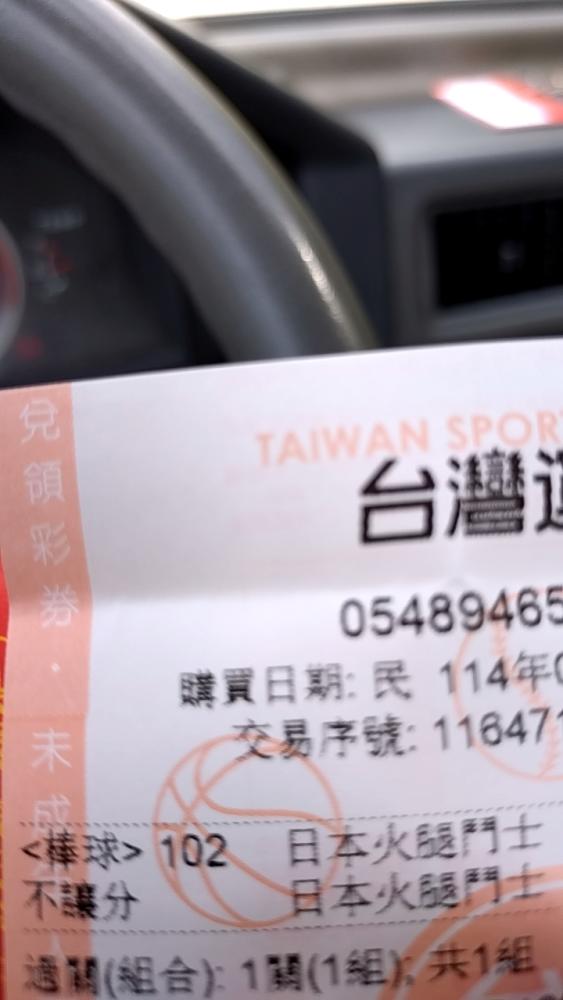 TAIWAN SPORT
台灣運
05489465
購買日期: 民 114年0
交易序號: 116471
<棒球> 102 日本火腿鬥士
不讓分 日本火腿鬥士
過關(組合): 1關(1組); 共1組
兌領彩券．未成